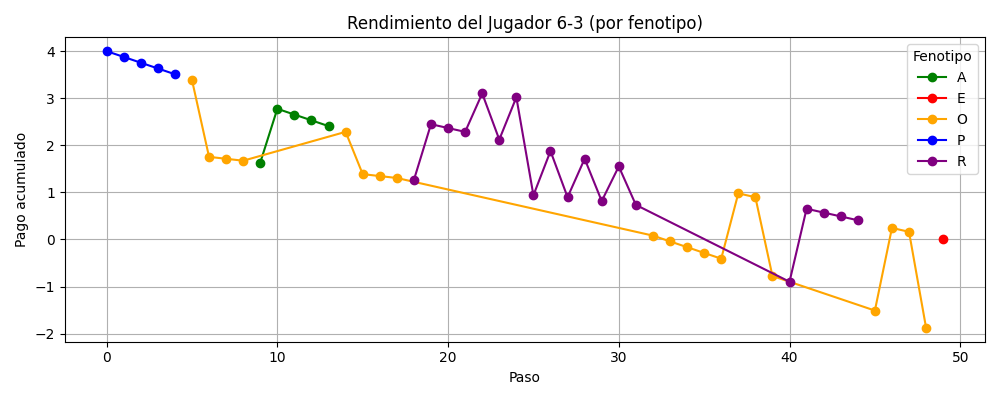 Rendimiento del Jugador 6-3 (por fenotipo)
Pago acumulado
4
3
2
1
0
−1
−2
Fenotipo
A
E
O
P
R
0 10 20 30 40 50
Paso